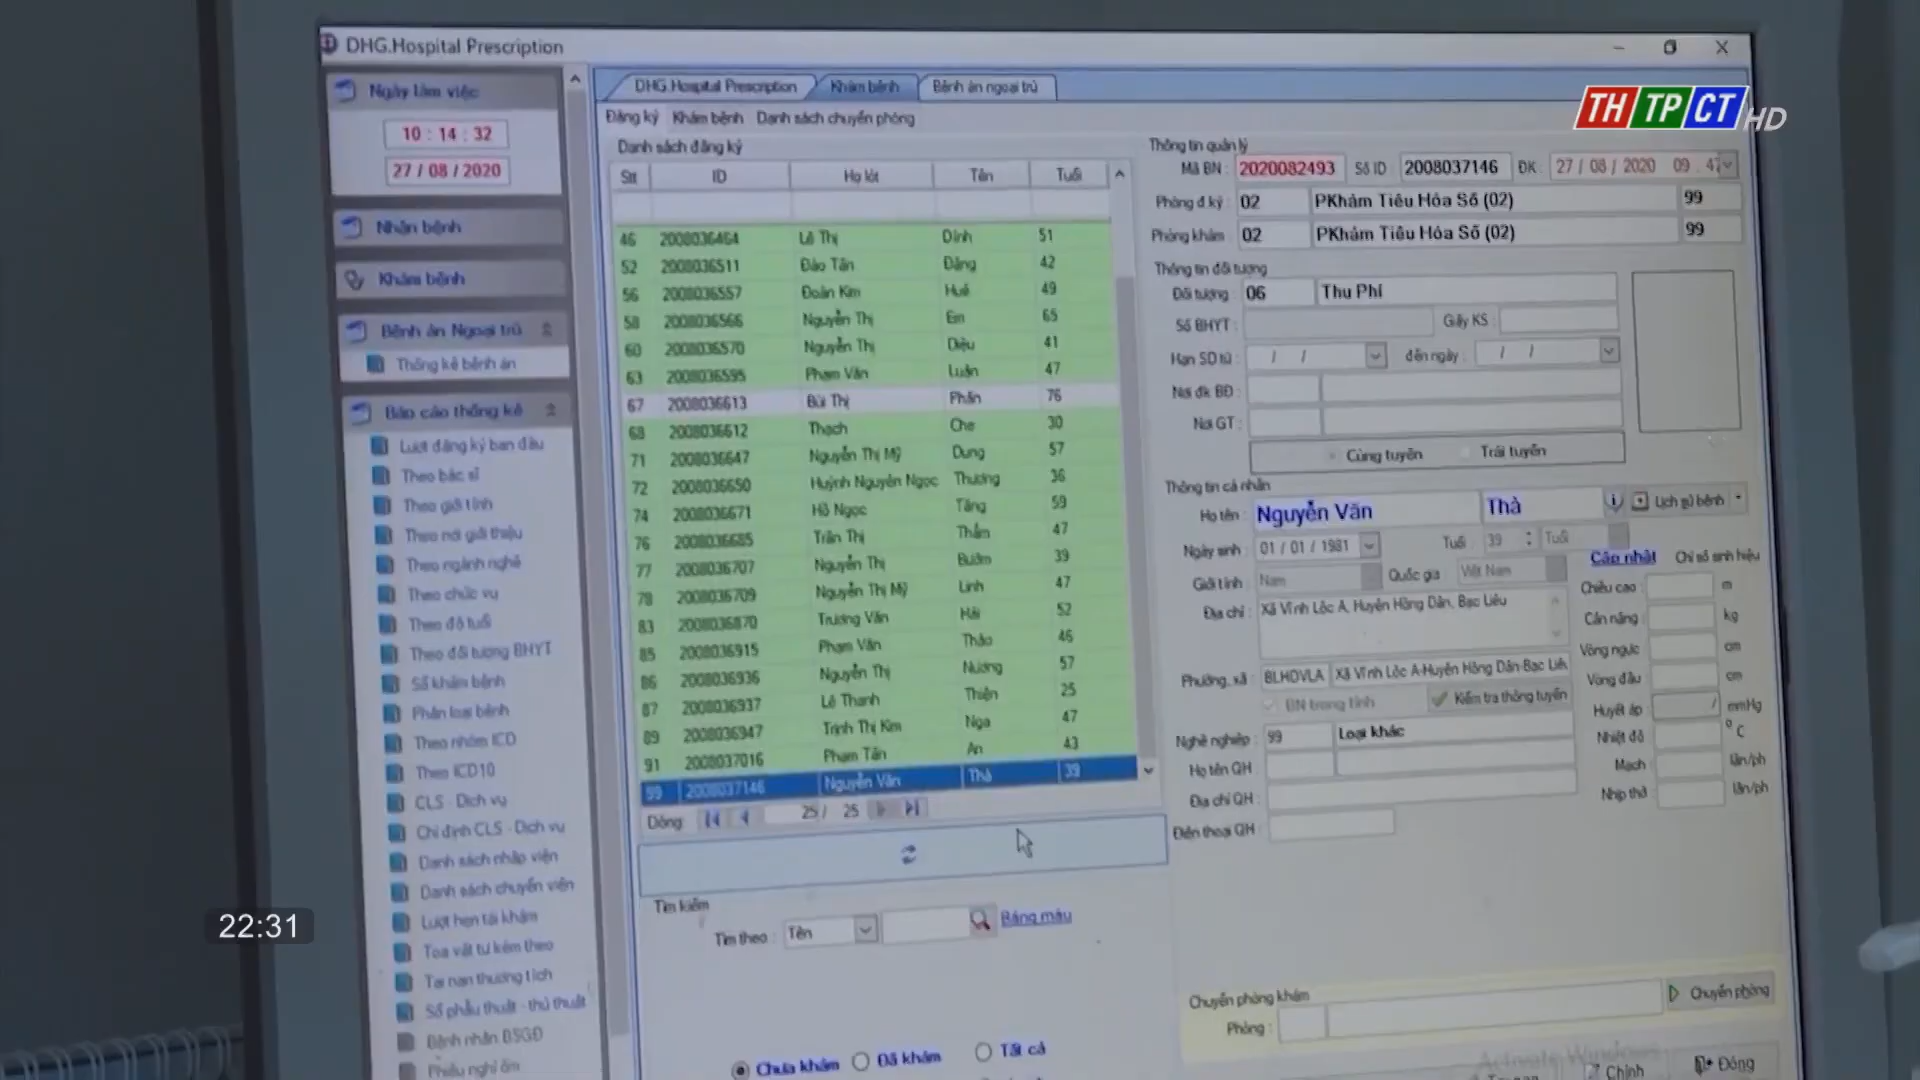 DHG.Hospital Prescription
Ngày làm việc
10 : 14 : 32
27 / 08 / 2020
Nhận bệnh
Khám bệnh
Bệnh án Ngoại trú
Thống kê bệnh án
Báo cáo thống kê
Lượt đăng ký ban đầu
Theo bác sĩ
Theo giới tính
Theo nơi giới thiệu
Theo ngành nghề
Theo chức vụ
Theo độ tuổi
Theo đối tượng BHYT
Sổ khám bệnh
Phân loại bệnh
Theo nhóm ICD
Theo ICD10
CLS - Dịch vụ
Chỉ định CLS - Dịch vụ
Danh sách nhập viện
Danh sách chuyển viện
Lượt hẹn tái khám
Toa vật tư kèm theo
Tai nạn thương tích
Sổ phẫu thuật - thủ thuật
Bệnh nhân BSGĐ
Phiếu nghỉ ốm
DHG.Hospital Prescription Khám bệnh Bệnh án ngoại trú
Đăng ký Khám bệnh Danh sách chuyển phòng
Danh sách đăng ký
Stt ID Họ lót Tên Tuổi
46 2008036464 Lê Thị Dính 51
52 2008036511 Đào Tấn Đặng 42
56 2008036557 Đoàn Kim Huê 49
58 2008036566 Nguyễn Thị Em 65
60 2008036570 Nguyễn Thị Diệu 41
63 2008036595 Phạm Văn Luận 47
67 2008036613 Bùi Thị Phấn 76
68 2008036612 Thạch Che 30
71 2008036647 Nguyễn Thị Mỹ Dung 57
72 2008036650 Huỳnh Nguyễn Ngọc Thương 36
74 2008036671 Hồ Ngọc Tăng 59
76 2008036685 Trần Thị Thắm 47
77 2008036707 Nguyễn Thị Bướm 39
78 2008036709 Nguyễn Thị Mỹ Linh 47
83 2008036870 Trương Văn Hải 52
85 2008036915 Phạm Văn Thảo 46
86 2008036936 Nguyễn Thị Nương 57
87 2008036937 Lê Thanh Thiện 25
89 2008036947 Trịnh Thị Kim Nga 47
91 2008037016 Phạm Tấn An 43
99 2008037146 Nguyễn Văn Thà 39
Dòng 25 / 25
Tìm kiếm
Tìm theo : Tên Bảng màu
Chưa khám Đã khám Tất cả
Thông tin quản lý
Mã BN : 2020082493 Số ID 2008037146 ĐK 27 / 08 / 2020 09 : 47
Phòng đ.ký : 02 PKhám Tiêu Hóa Số (02) 99
Phòng khám : 02 PKhám Tiêu Hóa Số (02) 99
Thông tin đối tượng
Đối tượng : 06 Thu Phí
Số BHYT : Giấy KS :
Hạn SD từ : / / đến ngày : / /
Nơi đk BĐ :
Nơi GT :
Cùng tuyến Trái tuyến
Thông tin cá nhân
Họ tên : Nguyễn Văn Thà Lịch sử bệnh
Ngày sinh : 01 / 01 / 1981 Tuổi : 39 Tuổi
Giới tính : Nam Quốc gia : Việt Nam
Địa chỉ : Xã Vĩnh Lộc A, Huyện Hồng Dân, Bạc Liêu
Phường, xã : BLHDVLA Xã Vĩnh Lộc A-Huyện Hồng Dân-Bạc Liê
BN trong tỉnh Kiểm tra thông tuyến
Nghề nghiệp : 99 Loại khác
Họ tên QH :
Địa chỉ QH :
Điện thoại QH :
Cập nhật Chỉ số sinh hiệu
Chiều cao : m
Cân nặng : kg
Vòng ngực : cm
Vòng đầu : cm
Huyết áp : / mmHg
Nhiệt độ : °C
Mạch : lần/ph
Nhịp thở : lần/ph
Chuyển phòng khám
Phòng : Chuyển phòng
Activate Windows
Chỉnh Đóng
TH TP CT HD
22:31